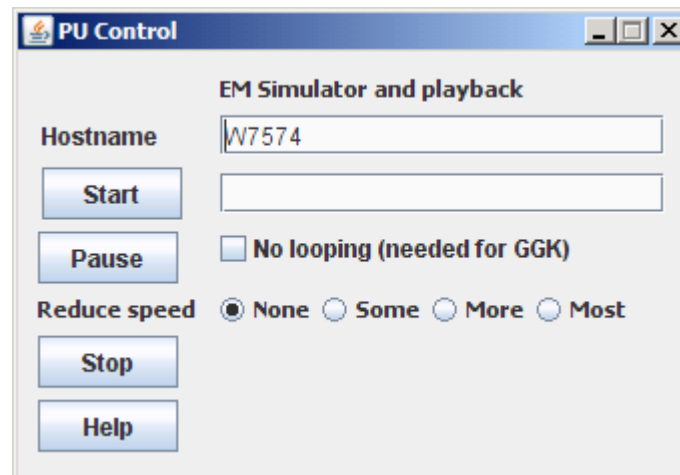 PU Control
EM Simulator and playback
Hostname W7574
Start
Pause No looping (needed for GGK)
Reduce speed None Some More Most
Stop
Help